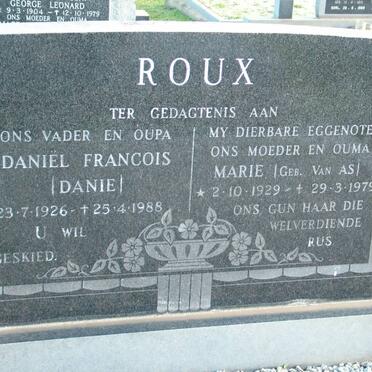 GEORGE LEONARD
9·3·1904 – † 12·10·1979
ONS MOEDER EN OUMA
ROUX
TER GEDAGTENIS AAN
ONS VADER EN OUPA
DANIËL FRANCOIS
(DANIE)
23·7·1926 – † 25·4·1988
U WIL
GESKIED.
MY DIERBARE EGGENOTE
ONS MOEDER EN OUMA
MARIE (GEB. VAN AS)
★ 2·10·1929 – † 29·3·1979
ONS GUN HAAR DIE
WELVERDIENDE
RUS